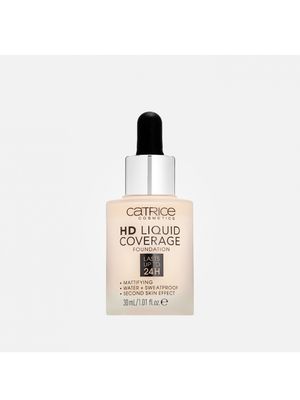 CATRICE
COSMETICS
HD LIQUID
COVERAGE
FOUNDATION
LASTS
UP TO
24H
• MATTIFYING
• WATER + SWEATPROOF
• SECOND SKIN EFFECT
30 mL/1.01 fl.oz.e